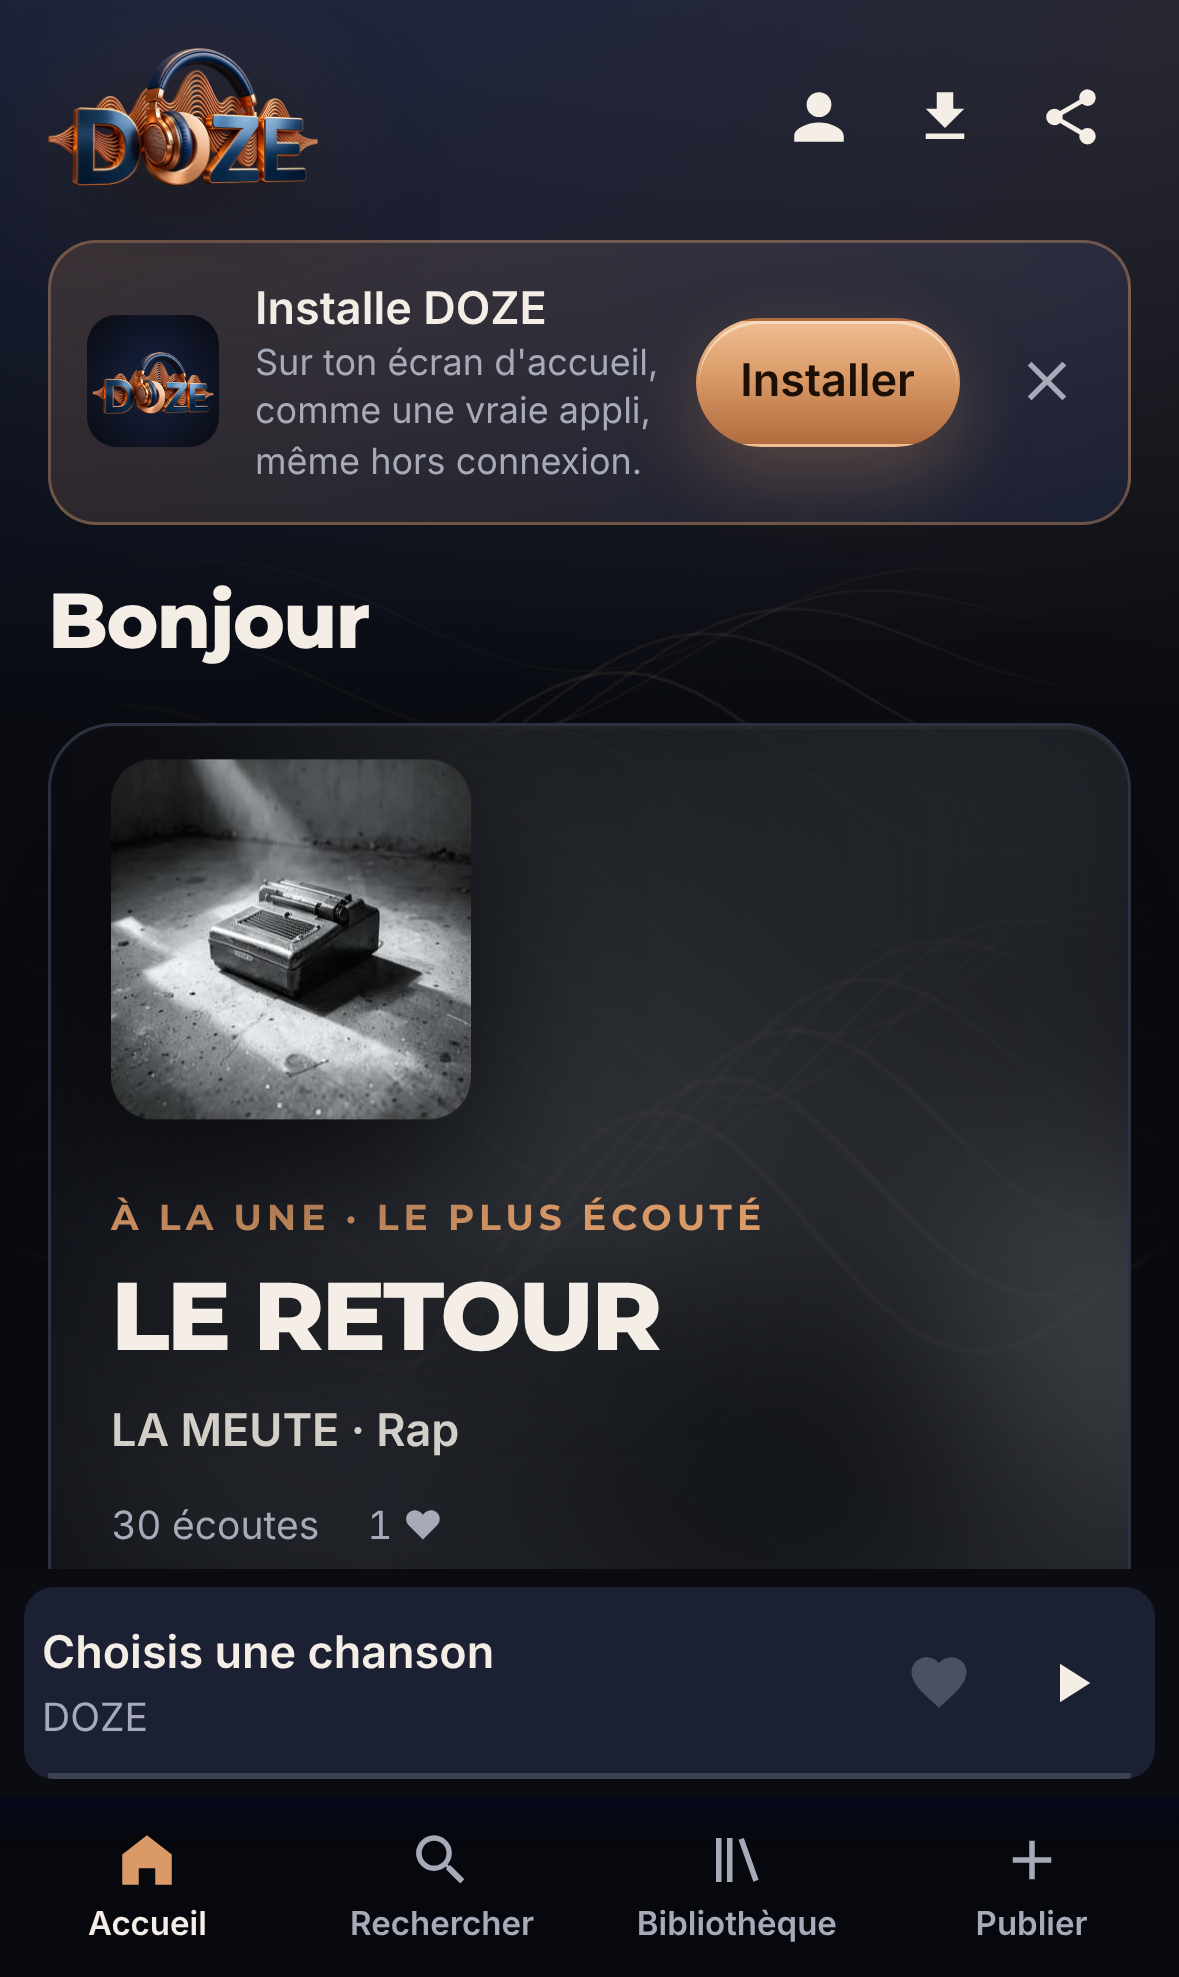 DOZE
Installe DOZE
DOZE
Sur ton écran d'accueil,
comme une vraie appli,
même hors connexion.
Installer
Bonjour
À LA UNE · LE PLUS ÉCOUTÉ
LE RETOUR
LA MEUTE · Rap
30 écoutes 1
Choisis une chanson
DOZE
Accueil
Rechercher
Bibliothèque
Publier